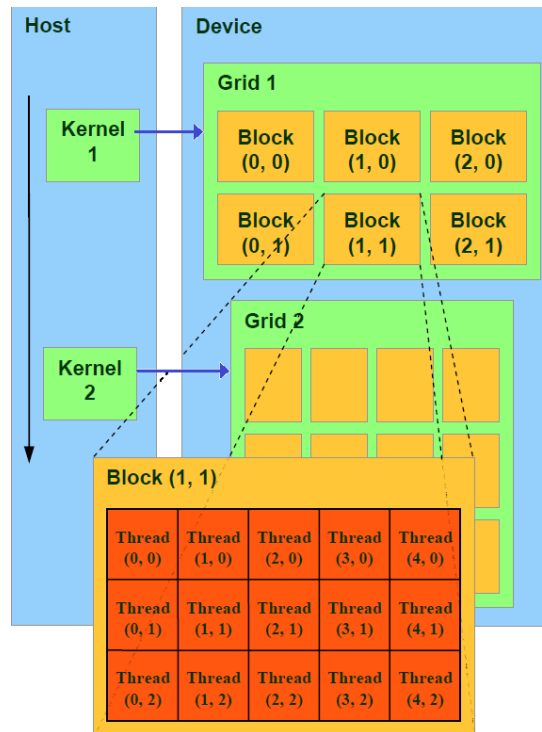 Host
Device
Grid 1
Kernel
1
Block
(0, 0)
Block
(1, 0)
Block
(2, 0)
Block
(0, 1)
Block
(1, 1)
Block
(2, 1)
Grid 2
Kernel
2
Block (1, 1)
Thread
(0, 0)
Thread
(1, 0)
Thread
(2, 0)
Thread
(3, 0)
Thread
(4, 0)
Thread
(0, 1)
Thread
(1, 1)
Thread
(2, 1)
Thread
(3, 1)
Thread
(4, 1)
Thread
(0, 2)
Thread
(1, 2)
Thread
(2, 2)
Thread
(3, 2)
Thread
(4, 2)